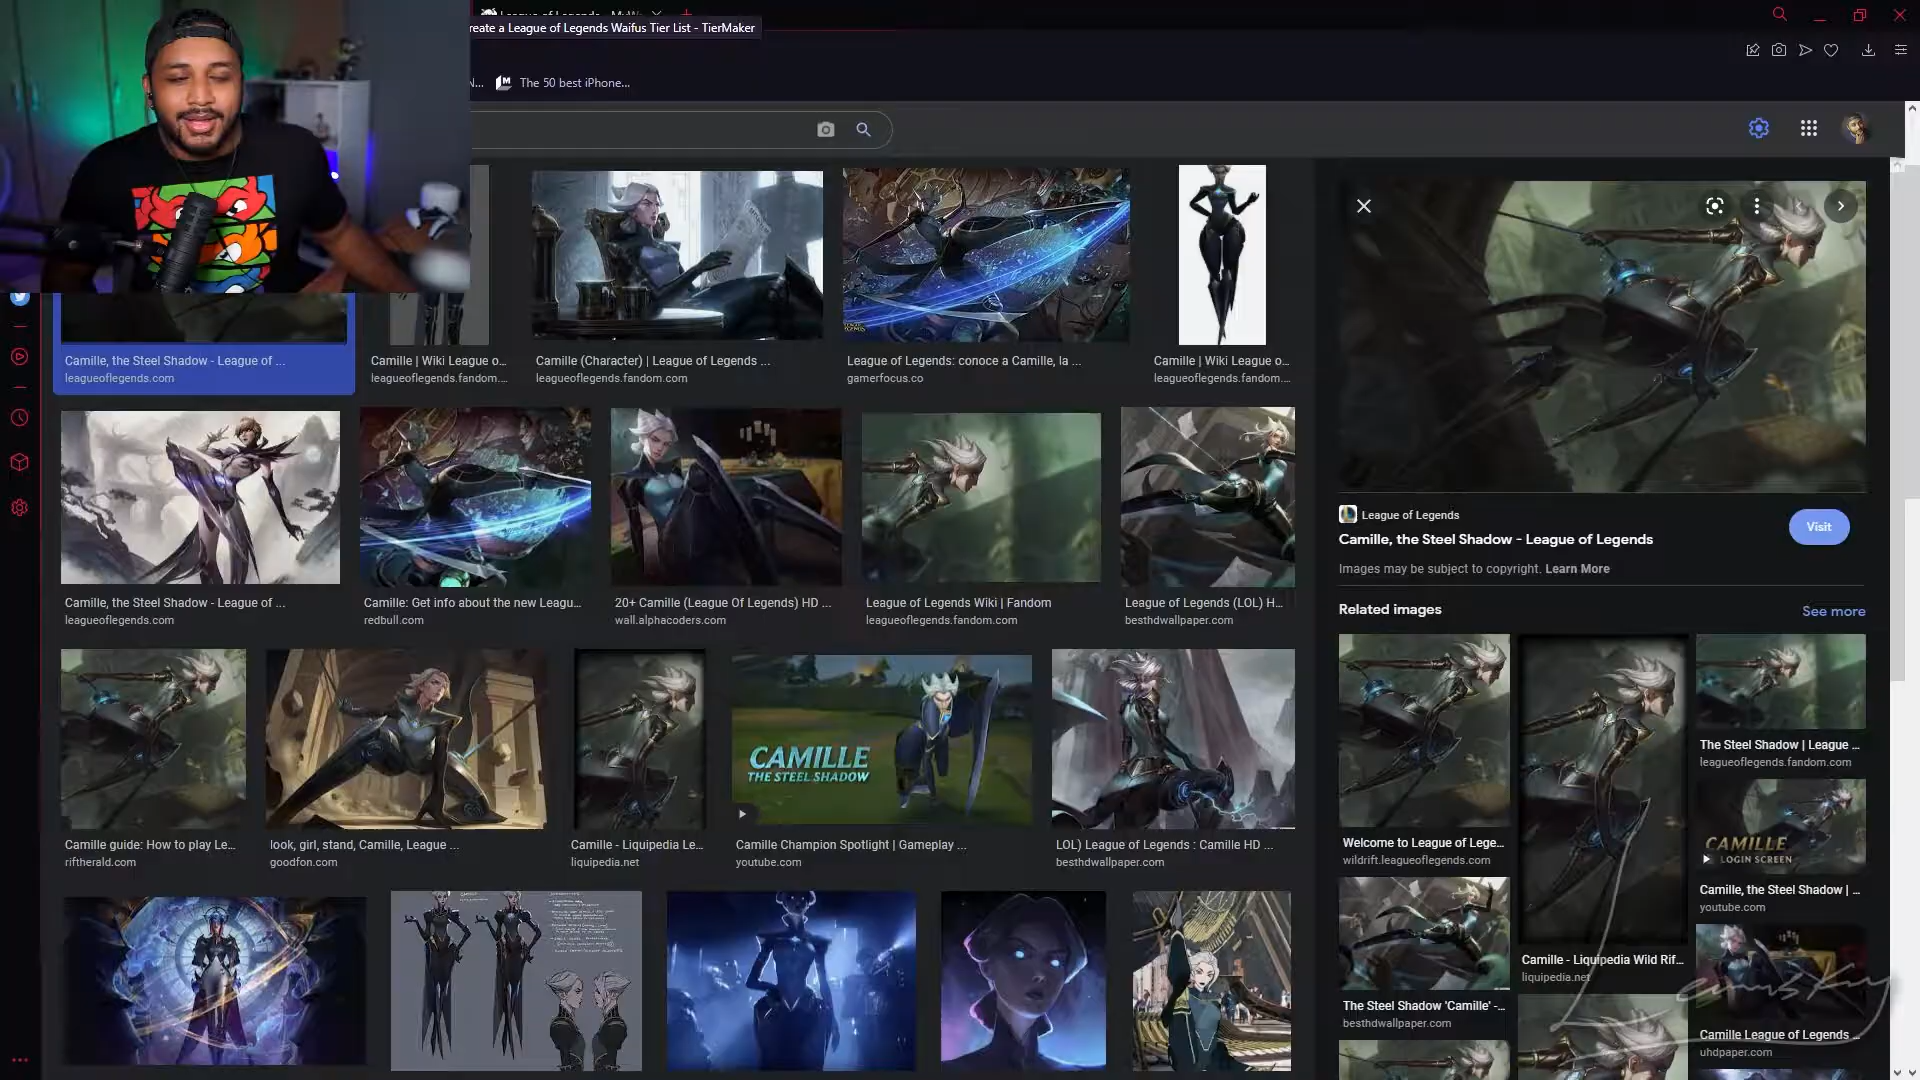 League of Legends
reate a League of Legends Waifus Tier List - TierMaker
N...
The 50 best iPhone...
Camille, the Steel Shadow - League of ...
leagueoflegends.com
Camille | Wiki League o...
leagueoflegends.fandom....
Camille (Character) | League of Legends ...
leagueoflegends.fandom.com
League of Legends: conoce a Camille, la ...
gamerfocus.co
Camille | Wiki League o...
leagueoflegends.fandom....
Camille, the Steel Shadow - League of ...
leagueoflegends.com
Camille: Get info about the new Leagu...
redbull.com
20+ Camille (League Of Legends) HD ...
wall.alphacoders.com
League of Legends Wiki | Fandom
leagueoflegends.fandom.com
League of Legends (LOL) H...
besthdwallpaper.com
CAMILLE
THE STEEL SHADOW
Camille guide: How to play Le...
riftherald.com
look, girl, stand, Camille, League ...
goodfon.com
Camille - Liquipedia Le...
liquipedia.net
Camille Champion Spotlight | Gameplay ...
youtube.com
LOL) League of Legends : Camille HD ...
besthdwallpaper.com
League of Legends
Camille, the Steel Shadow - League of Legends
Visit
Images may be subject to copyright. Learn More
Related images
See more
The Steel Shadow | League ...
leagueoflegends.fandom.com
Welcome to League of Lege...
wildrift.leagueoflegends.com
CAMILLE
LOGIN SCREEN
Camille, the Steel Shadow | ...
youtube.com
Camille - Liquipedia Wild Rif...
liquipedia.net
The Steel Shadow 'Camille' -...
besthdwallpaper.com
Camille League of Legends ...
uhdpaper.com